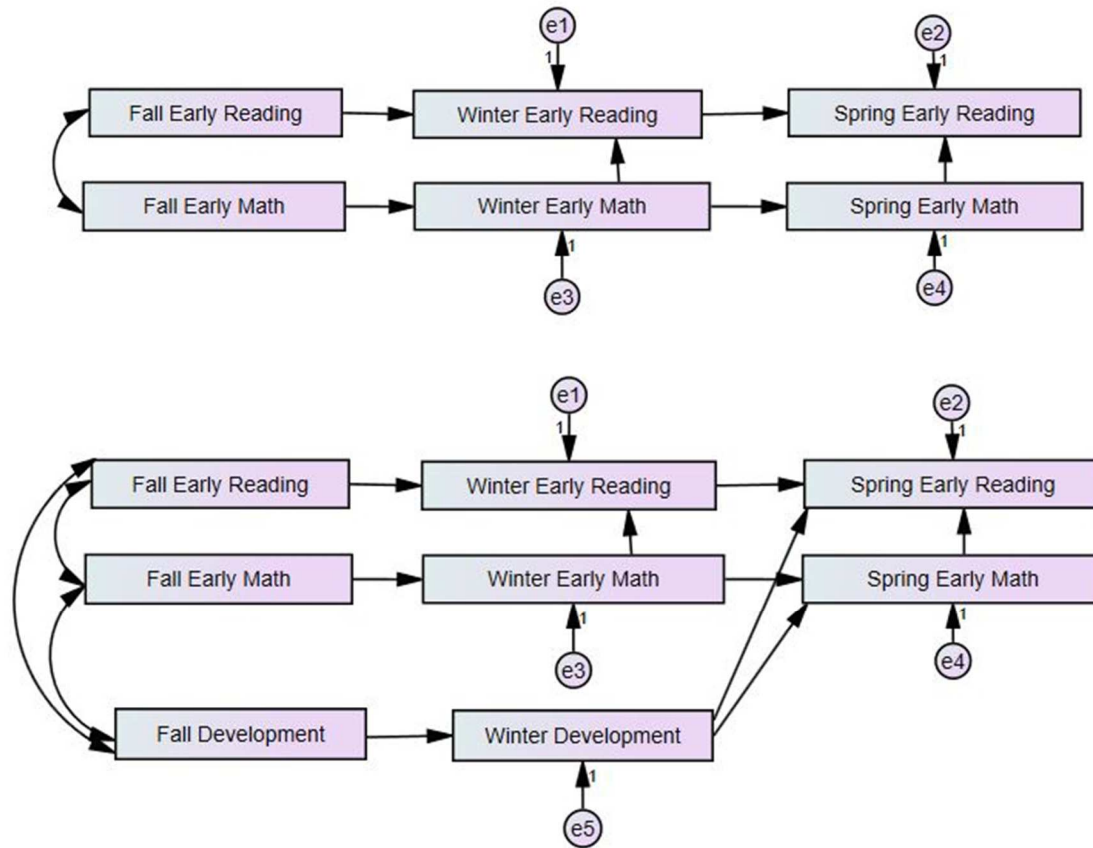 e1
e2
1
1
Fall Early Reading
Winter Early Reading
Spring Early Reading
Fall Early Math
Winter Early Math
Spring Early Math
1
1
e3
e4
e1
e2
1
1
Fall Early Reading
Winter Early Reading
Spring Early Reading
Fall Early Math
Winter Early Math
Spring Early Math
1
1
e3
e4
Fall Development
Winter Development
1
e5